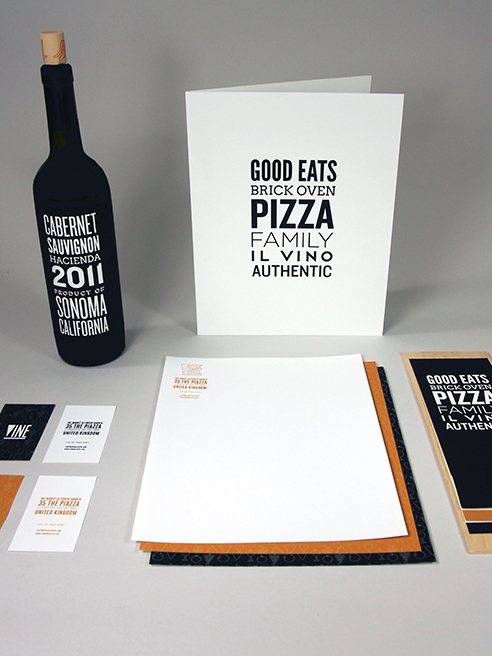 CABERNET
SAUVIGNON
HACIENDA
2011
PRODUCT OF
SONOMA
CALIFORNIA
GOOD EATS
BRICK OVEN
PIZZA
FAMILY
IL VINO
AUTHENTIC
VINE
35 THE PIAZZA
UNITED KINGDOM
GOOD EATS
BRICK OVEN
PIZZA
FAMILY
IL VINO
AUTHENTIC
VINE
35 THE PIAZZA
UNITED KINGDOM
35 THE PIAZZA
UNITED KINGDOM